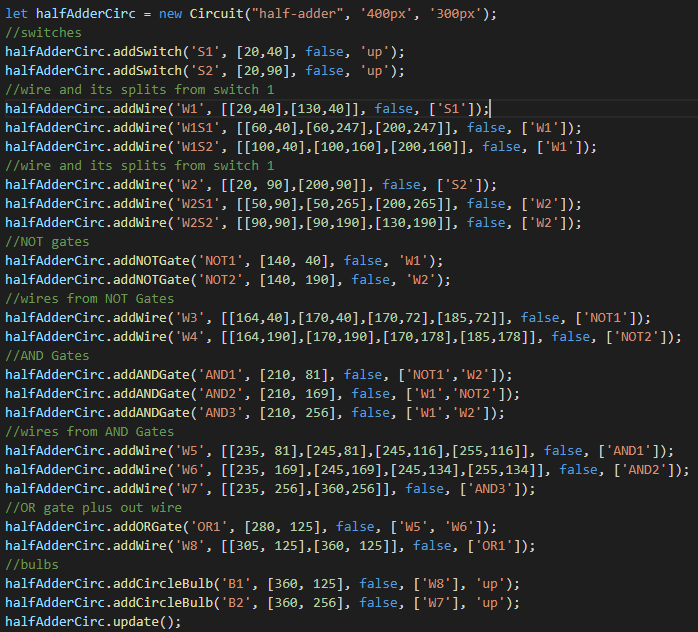 let halfAdderCirc = new Circuit("half-adder", '400px', '300px');
//switches
halfAdderCirc.addSwitch('S1', [20,40], false, 'up');
halfAdderCirc.addSwitch('S2', [20,90], false, 'up');
//wire and its splits from switch 1
halfAdderCirc.addWire('W1', [[20,40],[130,40]], false, ['S1']);
halfAdderCirc.addWire('W1S1', [[60,40],[60,247],[200,247]], false, ['W1']);
halfAdderCirc.addWire('W1S2', [[100,40],[100,160],[200,160]], false, ['W1']);
//wire and its splits from switch 1
halfAdderCirc.addWire('W2', [[20, 90],[200,90]], false, ['S2']);
halfAdderCirc.addWire('W2S1', [[50,90],[50,265],[200,265]], false, ['W2']);
halfAdderCirc.addWire('W2S2', [[90,90],[90,190],[130,190]], false, ['W2']);
//NOT gates
halfAdderCirc.addNOTGate('NOT1', [140, 40], false, 'W1');
halfAdderCirc.addNOTGate('NOT2', [140, 190], false, 'W2');
//wires from NOT Gates
halfAdderCirc.addWire('W3', [[164,40],[170,40],[170,72],[185,72]], false, ['NOT1']);
halfAdderCirc.addWire('W4', [[164,190],[170,190],[170,178],[185,178]], false, ['NOT2']);
//AND Gates
halfAdderCirc.addANDGate('AND1', [210, 81], false, ['NOT1','W2']);
halfAdderCirc.addANDGate('AND2', [210, 169], false, ['W1','NOT2']);
halfAdderCirc.addANDGate('AND3', [210, 256], false, ['W1','W2']);
//wires from AND Gates
halfAdderCirc.addWire('W5', [[235, 81],[245,81],[245,116],[255,116]], false, ['AND1']);
halfAdderCirc.addWire('W6', [[235, 169],[245,169],[245,134],[255,134]], false, ['AND2']);
halfAdderCirc.addWire('W7', [[235, 256],[360,256]], false, ['AND3']);
//OR gate plus out wire
halfAdderCirc.addORGate('OR1', [280, 125], false, ['W5', 'W6']);
halfAdderCirc.addWire('W8', [[305, 125],[360, 125]], false, ['OR1']);
//bulbs
halfAdderCirc.addCircleBulb('B1', [360, 125], false, ['W8'], 'up');
halfAdderCirc.addCircleBulb('B2', [360, 256], false, ['W7'], 'up');
halfAdderCirc.update();